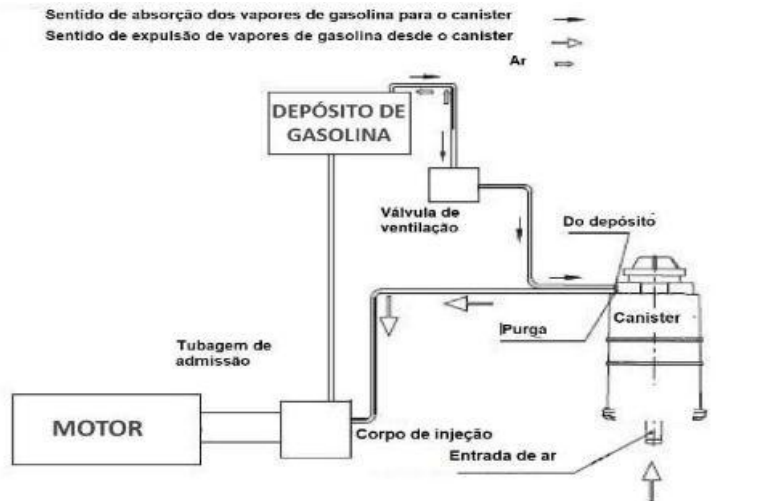 Sentido de absorção dos vapores de gasolina para o canister
Sentido de expulsão de vapores de gasolina desde o canister
Ar
DEPÓSITO DE
GASOLINA
Válvula de
ventilação
Do depósito
Canister
Purga
Tubagem de
admissão
MOTOR
Corpo de injeção
Entrada de ar